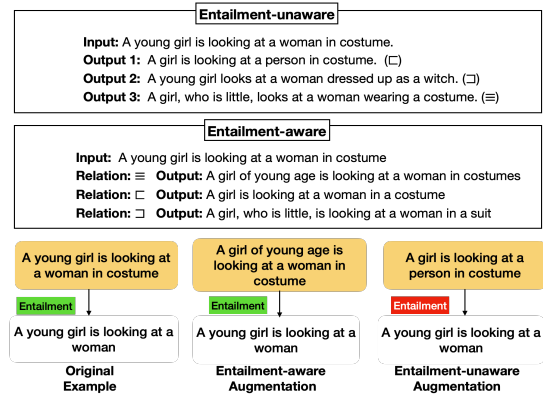 Entailment-unaware
Input: A young girl is looking at a woman in costume.
Output 1: A girl is looking at a person in costume. (⊏)
Output 2: A young girl looks at a woman dressed up as a witch. (⊐)
Output 3: A girl, who is little, looks at a woman wearing a costume. (≡)
Entailment-aware
Input: A young girl is looking at a woman in costume
Relation: ≡ Output: A girl of young age is looking at a woman in costumes
Relation: ⊏ Output: A girl is looking at a woman in a costume
Relation: ⊐ Output: A girl, who is little, is looking at a woman in a suit
A young girl is looking at
a woman in costume
Entailment
A young girl is looking at a
woman
Original
Example
A girl of young age is
looking at a woman in
costume
Entailment
A young girl is looking at a
woman
Entailment-aware
Augmentation
A girl is looking at a
person in costume
Entailment
A young girl is looking at a
woman
Entailment-unaware
Augmentation